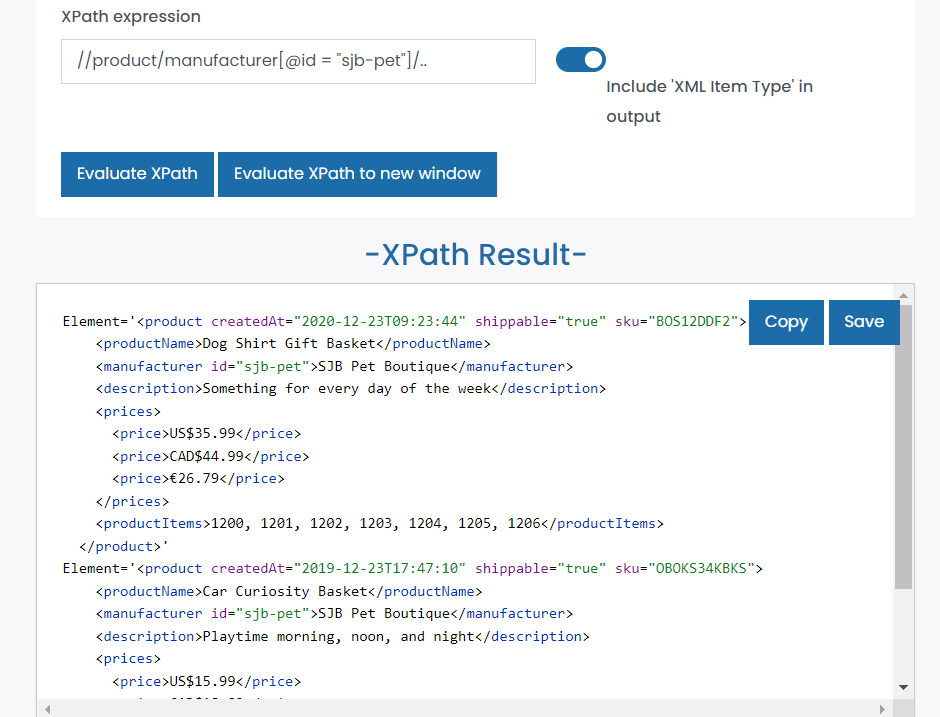 XPath expression
//product/manufacturer[@id = "sjb-pet"]/..
Include 'XML Item Type' in
output
Evaluate XPath
Evaluate XPath to new window
-XPath Result-
Copy
Save
Element='<product createdAt="2020-12-23T09:23:44" shippable="true" sku="BOS12DDF2">
<productName>Dog Shirt Gift Basket</productName>
<manufacturer id="sjb-pet">SJB Pet Boutique</manufacturer>
<description>Something for every day of the week</description>
<prices>
<price>US$35.99</price>
<price>CAD$44.99</price>
<price>€26.79</price>
</prices>
<productItems>1200, 1201, 1202, 1203, 1204, 1205, 1206</productItems>
</product>'
Element='<product createdAt="2019-12-23T17:47:10" shippable="true" sku="OBOKS34KBKS">
<productName>Car Curiosity Basket</productName>
<manufacturer id="sjb-pet">SJB Pet Boutique</manufacturer>
<description>Playtime morning, noon, and night</description>
<prices>
<price>US$15.99</price>